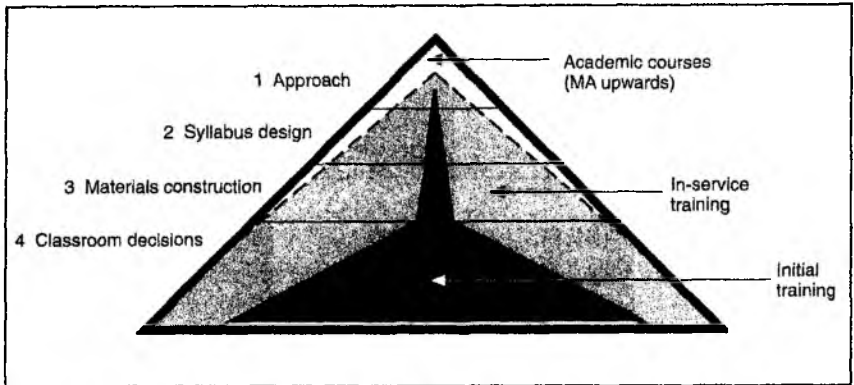 1 Approach
Academic courses
(MA upwards)
2 Syllabus design
3 Materials construction
In-service
training
4 Classroom decisions
Initial
training